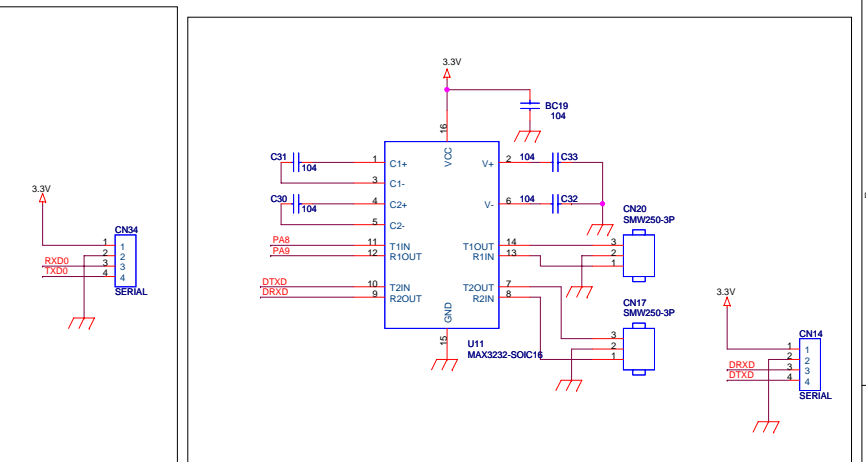 3.3V
CN34
1 1
2 2
RXD0 3 3
TXD0 4 4
SERIAL
3.3V
BC19
104
16
VCC
C31
104
1 C1+
3 C1-
C30
104
4 C2+
5 C2-
PA8 11 T1IN
PA9 12 R1OUT
DTXD 10 T2IN
DRXD 9 R2OUT
V+ 2 104 C33
V- 6 104 C32
T1OUT 14
R1IN 13
T2OUT 7
R2IN 8
GND
15
U11
MAX3232-SOIC16
CN20
SMW250-3P
3
2
1
CN17
SMW250-3P
3
2
1
3.3V
CN14
1 1
2 2
DRXD 3 3
DTXD 4 4
SERIAL